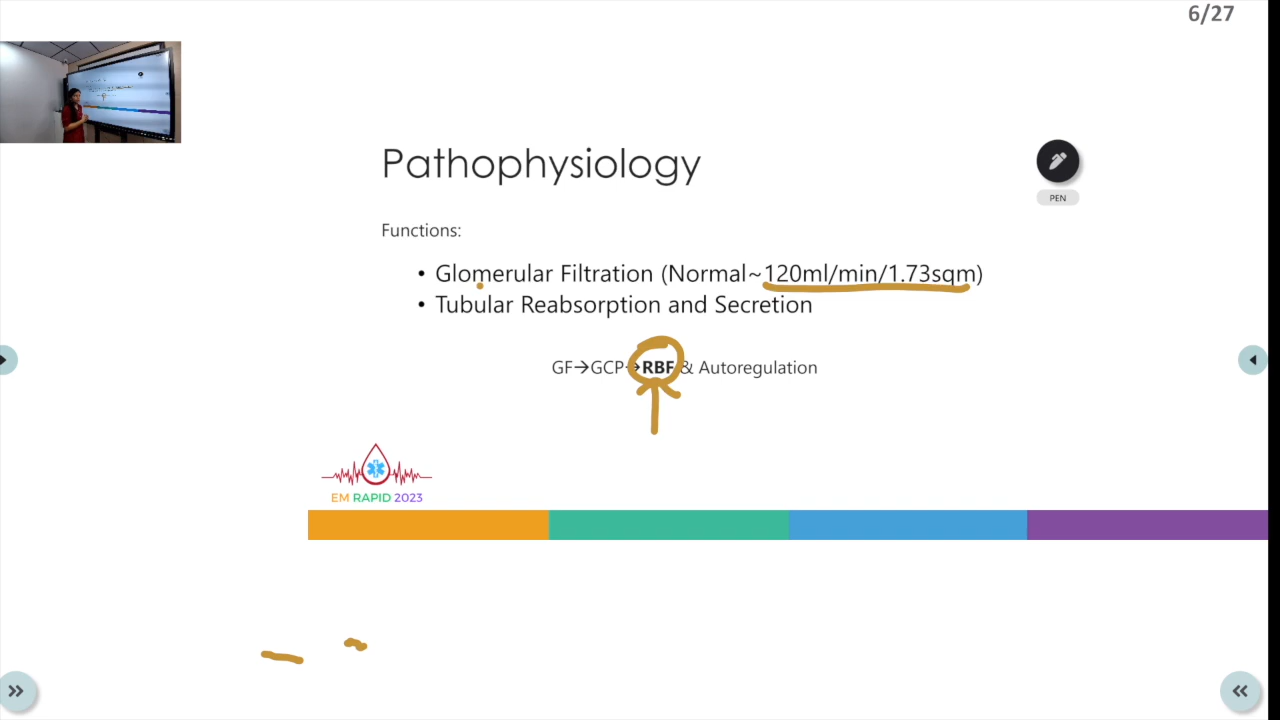 6/27
Pathophysiology
PEN
Functions:
• Glomerular Filtration (Normal~120ml/min/1.73sqm)
• Tubular Reabsorption and Secretion
GF→GCP→RBF & Autoregulation
EM RAPID 2023